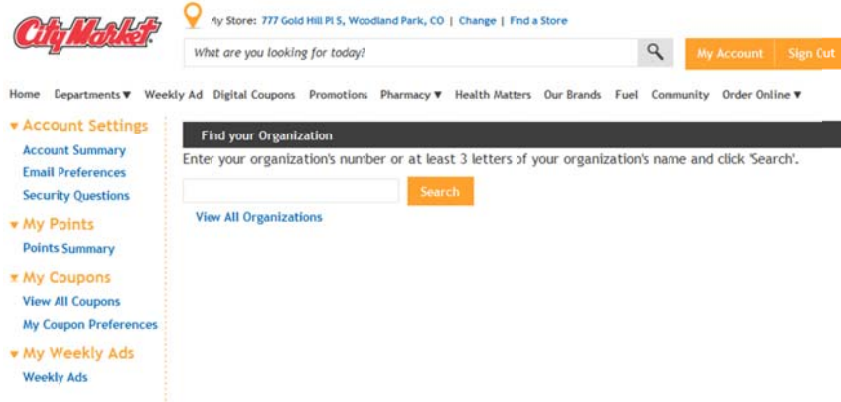 City Market
My Store: 777 Gold Hill Pl S, Woodland Park, CO | Change | Find a Store
What are you looking for today?
My Account Sign Out
Home Departments▼ Weekly Ad Digital Coupons Promotions Pharmacy▼ Health Matters Our Brands Fuel Community Order Online▼
▼ Account Settings
Account Summary
Email Preferences
Security Questions
▼ My Points
Points Summary
▼ My Coupons
View All Coupons
My Coupon Preferences
▼ My Weekly Ads
Weekly Ads
Find your Organization
Enter your organization's number or at least 3 letters of your organization's name and click 'Search'.
Search
View All Organizations